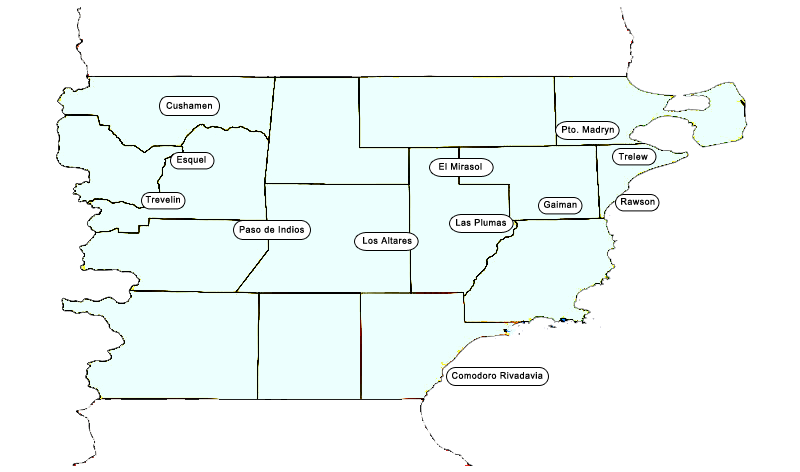 Cushamen
Pto. Madryn
Esquel
El Mirasol
Trelew
Trevelin
Gaiman
Rawson
Paso de Indios
Los Altares
Las Plumas
Comodoro Rivadavia